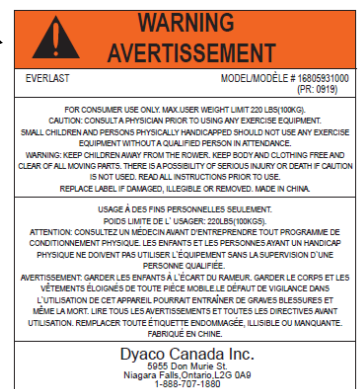 WARNING
AVERTISSEMENT
EVERLAST
MODEL/MODÈLE # 16805931000
(PR: 0919)
FOR CONSUMER USE ONLY. MAX.USER WEIGHT LIMIT 220 LBS(100KG).
CAUTION: CONSULT A PHYSICIAN PRIOR TO USING ANY EXERCISE EQUIPMENT.
SMALL CHILDREN AND PERSONS PHYSICALLY HANDICAPPED SHOULD NOT USE ANY EXERCISE
EQUIPMENT WITHOUT A QUALIFIED PERSON IN ATTENDANCE.
WARNING: KEEP CHILDREN AWAY FROM THE ROWER. KEEP BODY AND CLOTHING FREE AND
CLEAR OF ALL MOVING PARTS. THERE IS A POSSIBILITY OF SERIOUS INJURY OR DEATH IF CAUTION
IS NOT USED. READ ALL INSTRUCTIONS PRIOR TO USE.
REPLACE LABEL IF DAMAGED, ILLEGIBLE OR REMOVED. MADE IN CHINA.
USAGE À DES FINS PERSONNELLES SEULEMENT.
POIDS LIMITE DE L' USAGER: 220LBS(100KGS).
ATTENTION: CONSULTEZ UN MÉDECIN AVANT D'ENTREPRENDRE TOUT PROGRAMME DE
CONDITIONNEMENT PHYSIQUE. LES ENFANTS ET LES PERSONNES AYANT UN HANDICAP
PHYSIQUE NE DOIVENT PAS UTILISER L'ÉQUIPEMENT SANS LA SUPERVISION D'UNE
PERSONNE QUALIFIÉE.
AVERTISSEMENT: GARDER LES ENFANTS À L'ÉCART DU RAMEUR. GARDER LE CORPS ET LES
VÊTEMENTS ÉLOIGNÉS DE TOUTE PIÈCE MOBILE.LE DÉFAUT DE VIGILANCE DANS
L'UTILISATION DE CET APPAREIL POURRAIT ENTRAÎNER DE GRAVES BLESSURES ET
MÊME LA MORT. LIRE TOUS LES AVERTISSEMENTS ET TOUTES LES DIRECTIVES AVANT
UTILISATION. REMPLACER TOUTE ÉTIQUETTE ENDOMMAGÉE, ILLISIBLE OU MANQUANTE.
FABRIQUÉ EN CHINE.
Dyaco Canada Inc.
5955 Don Murie St.
Niagara Falls,Ontario,L2G 0A9
1-888-707-1880